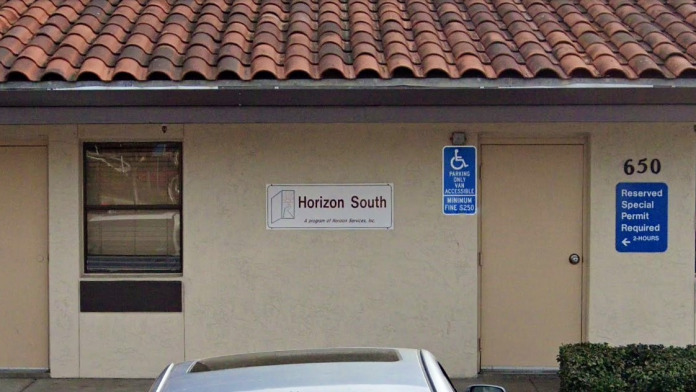 Horizon South
A program of Horizon Services, Inc.
PARKING
ONLY
VAN
ACCESSIBLE
MINIMUM
FINE $250
650
Reserved
Special
Permit
Required
2-HOURS